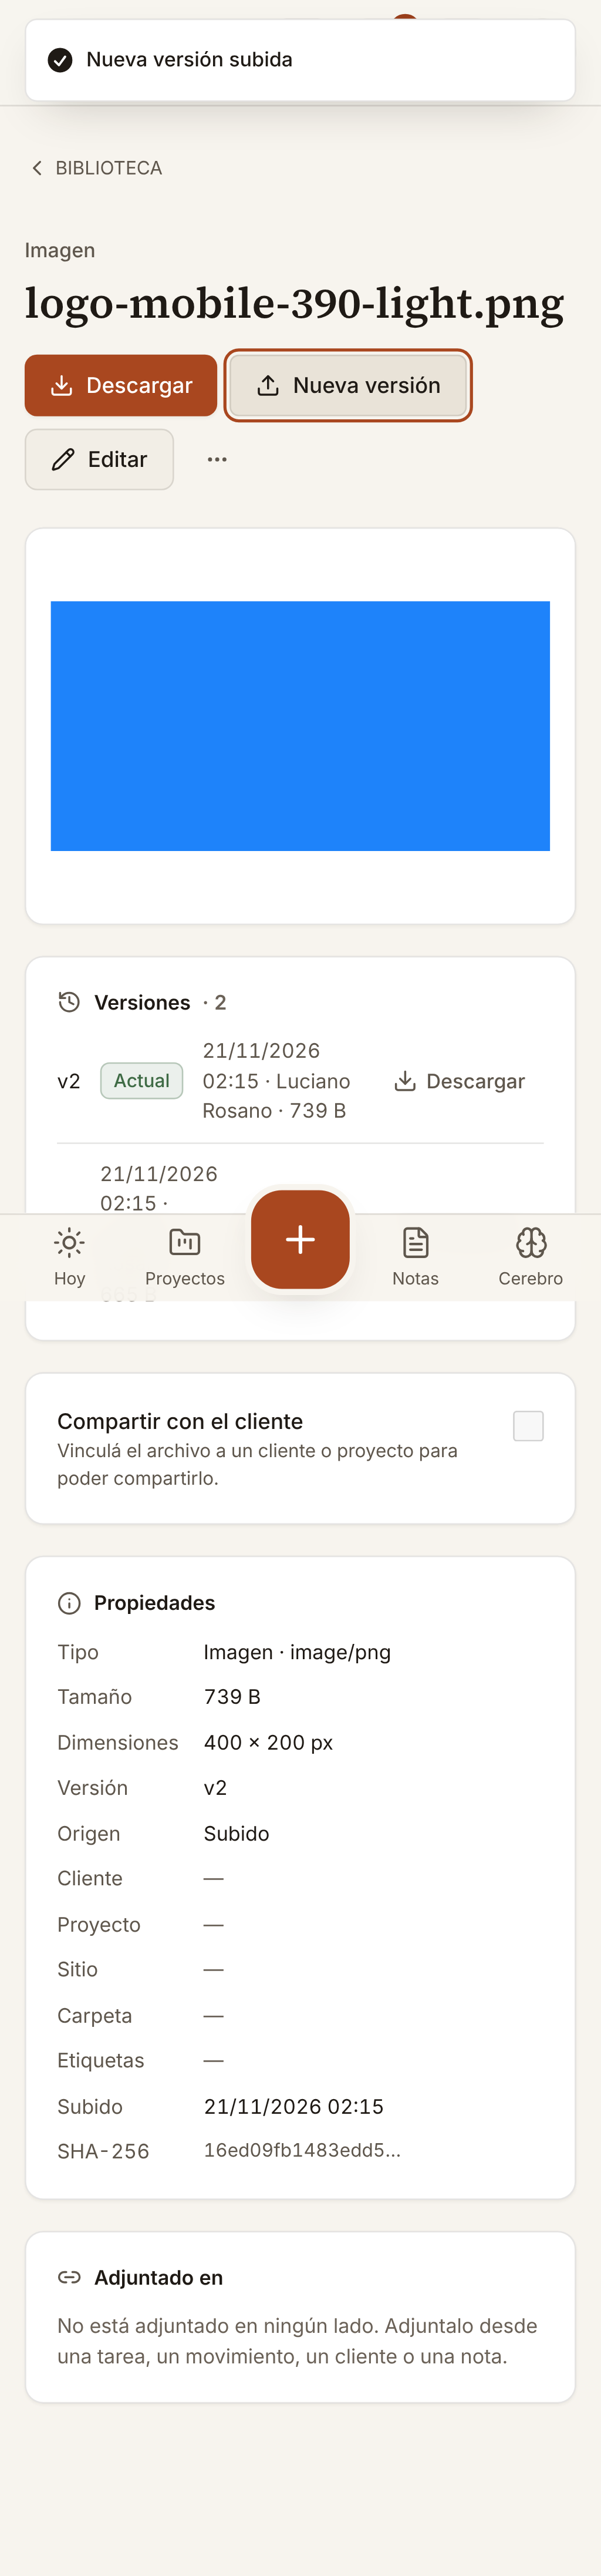 Nueva versión subida
BIBLIOTECA
Imagen
logo-mobile-390-light.png
Descargar
Nueva versión
Editar
Versiones · 2
v2
Actual
21/11/2026
02:15 · Luciano
Rosano · 739 B
Descargar
21/11/2026
02:15 ·
Hoy
Proyectos
Notas
Cerebro
Compartir con el cliente
Vinculá el archivo a un cliente o proyecto para
poder compartirlo.
Propiedades
Tipo
Imagen · image/png
Tamaño
739 B
Dimensiones
400 × 200 px
Versión
v2
Origen
Subido
Cliente
—
Proyecto
—
Sitio
—
Carpeta
—
Etiquetas
—
Subido
21/11/2026 02:15
SHA-256
16ed09fb1483edd5…
Adjuntado en
No está adjuntado en ningún lado. Adjuntalo desde
una tarea, un movimiento, un cliente o una nota.